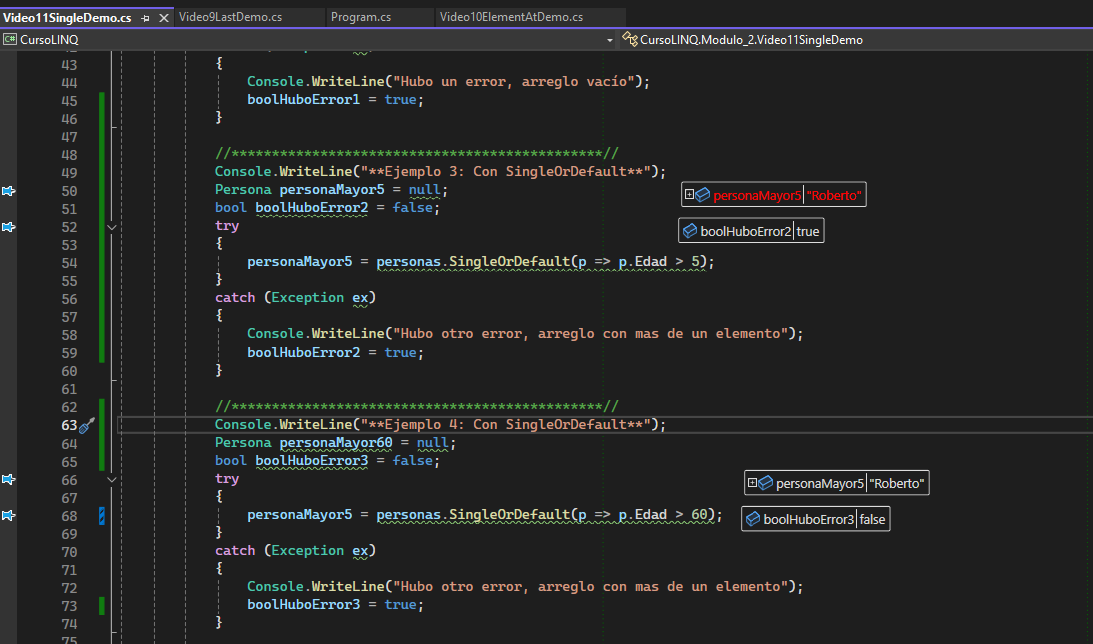 Video11SingleDemo.cs Video9LastDemo.cs Program.cs Video10ElementAtDemo.cs
C# CursoLINQ CursoLINQ.Modulo_2.Video11SingleDemo
43 {
44 Console.WriteLine("Hubo un error, arreglo vacio");
45 boolHuboError1 = true;
46 }
47
48 //**********************************************//
49 Console.WriteLine("**Ejemplo 3: Con SingleOrDefault**");
50 Persona personaMayor5 = null; personaMayor5 "Roberto"
51 bool boolHuboError2 = false;
52 try boolHuboError2 true
53 {
54 personaMayor5 = personas.SingleOrDefault(p => p.Edad > 5);
55 }
56 catch (Exception ex)
57 {
58 Console.WriteLine("Hubo otro error, arreglo con mas de un elemento");
59 boolHuboError2 = true;
60 }
61
62 //**********************************************//
63 Console.WriteLine("**Ejemplo 4: Con SingleOrDefault**");
64 Persona personaMayor60 = null;
65 bool boolHuboError3 = false;
66 try personaMayor5 "Roberto"
67 {
68 personaMayor5 = personas.SingleOrDefault(p => p.Edad > 60); boolHuboError3 false
69 }
70 catch (Exception ex)
71 {
72 Console.WriteLine("Hubo otro error, arreglo con mas de un elemento");
73 boolHuboError3 = true;
74 }
75